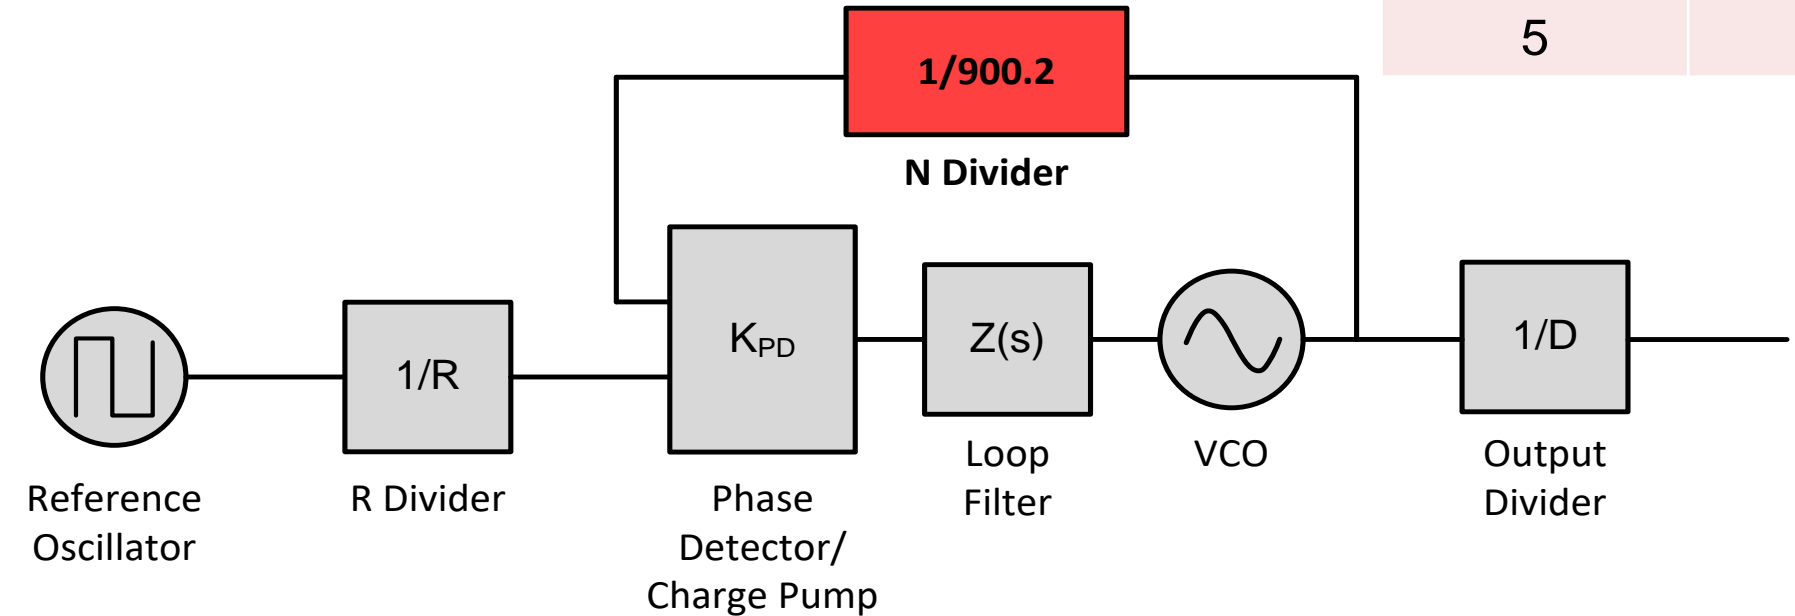 5
1/900.2
N Divider
K_PD
Z(s)
1/D
1/R
Loop
Filter
VCO
Output
Divider
Reference
Oscillator
R Divider
Phase
Detector/
Charge Pump